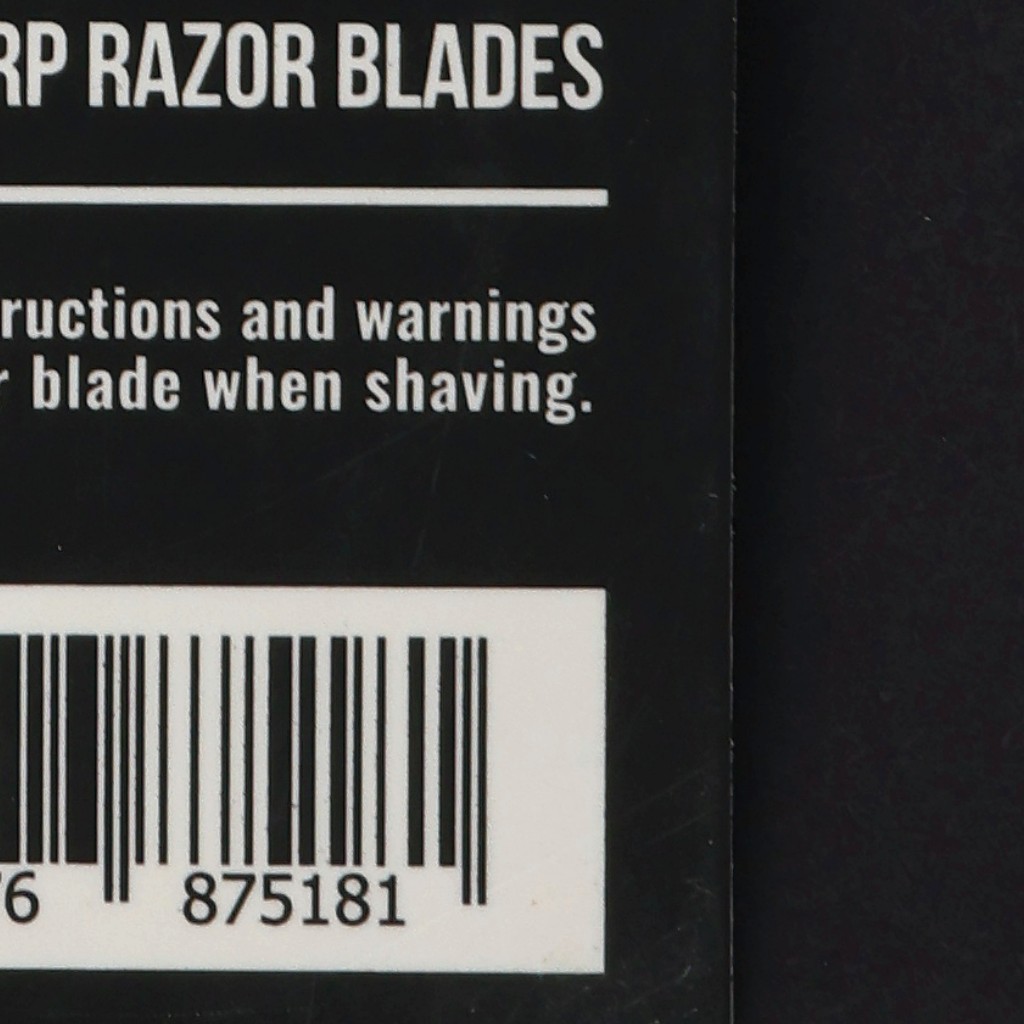 RP RAZOR BLADES
ructions and warnings
r blade when shaving.
6 875181